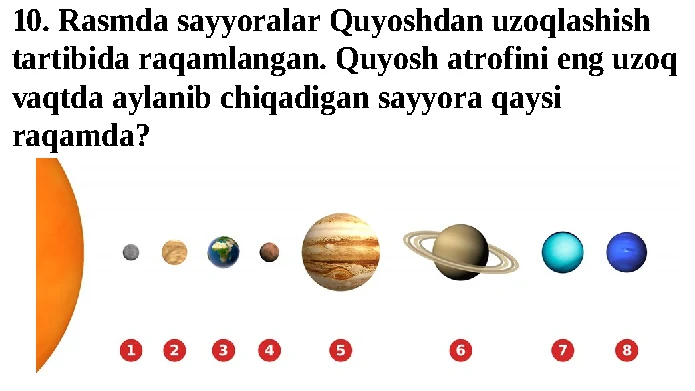 10. Rasmda sayyoralar Quyoshdan uzoqlashish
tartibida raqamlangan. Quyosh atrofini eng uzoq
vaqtda aylanib chiqadigan sayyora qaysi
raqamda?
1 2 3 4 5 6 7 8